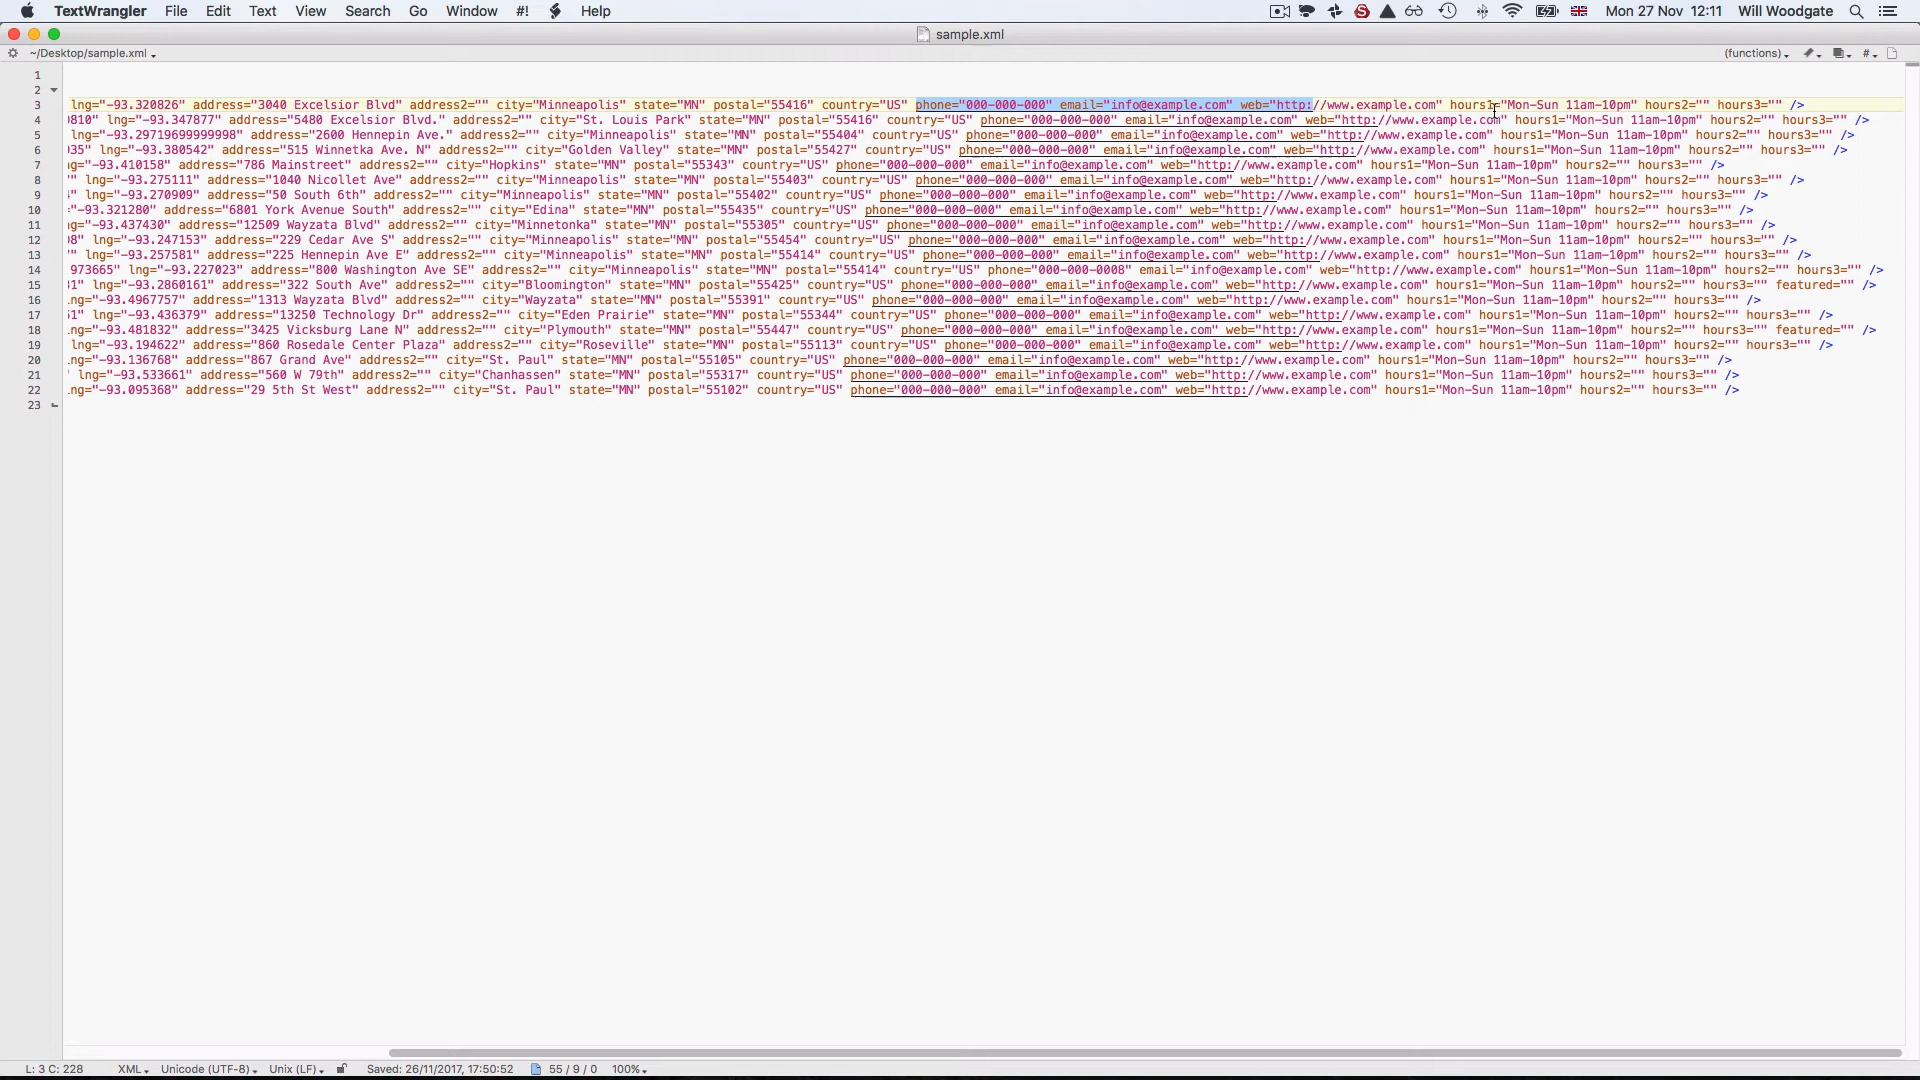 TextWrangler File Edit Text View Search Go Window #! Help Mon 27 Nov 12:11 Will Woodgate
sample.xml
~/Desktop/sample.xml (functions) #
1
2
3 lng="-93.320826" address="3040 Excelsior Blvd" address2="" city="Minneapolis" state="MN" postal="55416" country="US" phone="000-000-000" email="info@example.com" web="http://www.example.com" hours1="Mon-Sun 11am-10pm" hours2="" hours3="" />
4 0810" lng="-93.347877" address="5480 Excelsior Blvd." address2="" city="St. Louis Park" state="MN" postal="55416" country="US" phone="000-000-000" email="info@example.com" web="http://www.example.com" hours1="Mon-Sun 11am-10pm" hours2="" hours3="" />
5 lng="-93.29719699999998" address="2600 Hennepin Ave." address2="" city="Minneapolis" state="MN" postal="55404" country="US" phone="000-000-000" email="info@example.com" web="http://www.example.com" hours1="Mon-Sun 11am-10pm" hours2="" hours3="" />
6 035" lng="-93.380542" address="515 Winnetka Ave. N" address2="" city="Golden Valley" state="MN" postal="55427" country="US" phone="000-000-000" email="info@example.com" web="http://www.example.com" hours1="Mon-Sun 11am-10pm" hours2="" hours3="" />
7 lng="-93.410158" address="786 Mainstreet" address2="" city="Hopkins" state="MN" postal="55343" country="US" phone="000-000-000" email="info@example.com" web="http://www.example.com" hours1="Mon-Sun 11am-10pm" hours2="" hours3="" />
8 " lng="-93.275111" address="1040 Nicollet Ave" address2="" city="Minneapolis" state="MN" postal="55403" country="US" phone="000-000-000" email="info@example.com" web="http://www.example.com" hours1="Mon-Sun 11am-10pm" hours2="" hours3="" />
9 4" lng="-93.270909" address="50 South 6th" address2="" city="Minneapolis" state="MN" postal="55402" country="US" phone="000-000-000" email="info@example.com" web="http://www.example.com" hours1="Mon-Sun 11am-10pm" hours2="" hours3="" />
10 ="-93.321280" address="6801 York Avenue South" address2="" city="Edina" state="MN" postal="55435" country="US" phone="000-000-000" email="info@example.com" web="http://www.example.com" hours1="Mon-Sun 11am-10pm" hours2="" hours3="" />
11 lng="-93.437430" address="12509 Wayzata Blvd" address2="" city="Minnetonka" state="MN" postal="55305" country="US" phone="000-000-000" email="info@example.com" web="http://www.example.com" hours1="Mon-Sun 11am-10pm" hours2="" hours3="" />
12 08" lng="-93.247153" address="229 Cedar Ave S" address2="" city="Minneapolis" state="MN" postal="55454" country="US" phone="000-000-000" email="info@example.com" web="http://www.example.com" hours1="Mon-Sun 11am-10pm" hours2="" hours3="" />
13 " lng="-93.257581" address="225 Hennepin Ave E" address2="" city="Minneapolis" state="MN" postal="55414" country="US" phone="000-000-000" email="info@example.com" web="http://www.example.com" hours1="Mon-Sun 11am-10pm" hours2="" hours3="" />
14 973665" lng="-93.227023" address="800 Washington Ave SE" address2="" city="Minneapolis" state="MN" postal="55414" country="US" phone="000-000-0008" email="info@example.com" web="http://www.example.com" hours1="Mon-Sun 11am-10pm" hours2="" hours3="" />
15 31" lng="-93.2860161" address="322 South Ave" address2="" city="Bloomington" state="MN" postal="55425" country="US" phone="000-000-000" email="info@example.com" web="http://www.example.com" hours1="Mon-Sun 11am-10pm" hours2="" hours3="" featured="" />
16 lng="-93.4967757" address="1313 Wayzata Blvd" address2="" city="Wayzata" state="MN" postal="55391" country="US" phone="000-000-000" email="info@example.com" web="http://www.example.com" hours1="Mon-Sun 11am-10pm" hours2="" hours3="" />
17 51" lng="-93.436379" address="13250 Technology Dr" address2="" city="Eden Prairie" state="MN" postal="55344" country="US" phone="000-000-000" email="info@example.com" web="http://www.example.com" hours1="Mon-Sun 11am-10pm" hours2="" hours3="" />
18 lng="-93.481832" address="3425 Vicksburg Lane N" address2="" city="Plymouth" state="MN" postal="55447" country="US" phone="000-000-000" email="info@example.com" web="http://www.example.com" hours1="Mon-Sun 11am-10pm" hours2="" hours3="" featured="" />
19 lng="-93.194622" address="860 Rosedale Center Plaza" address2="" city="Roseville" state="MN" postal="55113" country="US" phone="000-000-000" email="info@example.com" web="http://www.example.com" hours1="Mon-Sun 11am-10pm" hours2="" hours3="" />
20 lng="-93.136768" address="867 Grand Ave" address2="" city="St. Paul" state="MN" postal="55105" country="US" phone="000-000-000" email="info@example.com" web="http://www.example.com" hours1="Mon-Sun 11am-10pm" hours2="" hours3="" />
21 lng="-93.533661" address="560 W 79th" address2="" city="Chanhassen" state="MN" postal="55317" country="US" phone="000-000-000" email="info@example.com" web="http://www.example.com" hours1="Mon-Sun 11am-10pm" hours2="" hours3="" />
22 lng="-93.095368" address="29 5th St West" address2="" city="St. Paul" state="MN" postal="55102" country="US" phone="000-000-000" email="info@example.com" web="http://www.example.com" hours1="Mon-Sun 11am-10pm" hours2="" hours3="" />
23
L: 3 C: 228 XML Unicode (UTF-8) Unix (LF) Saved: 26/11/2017, 17:50:52 55 / 9 / 0 100%